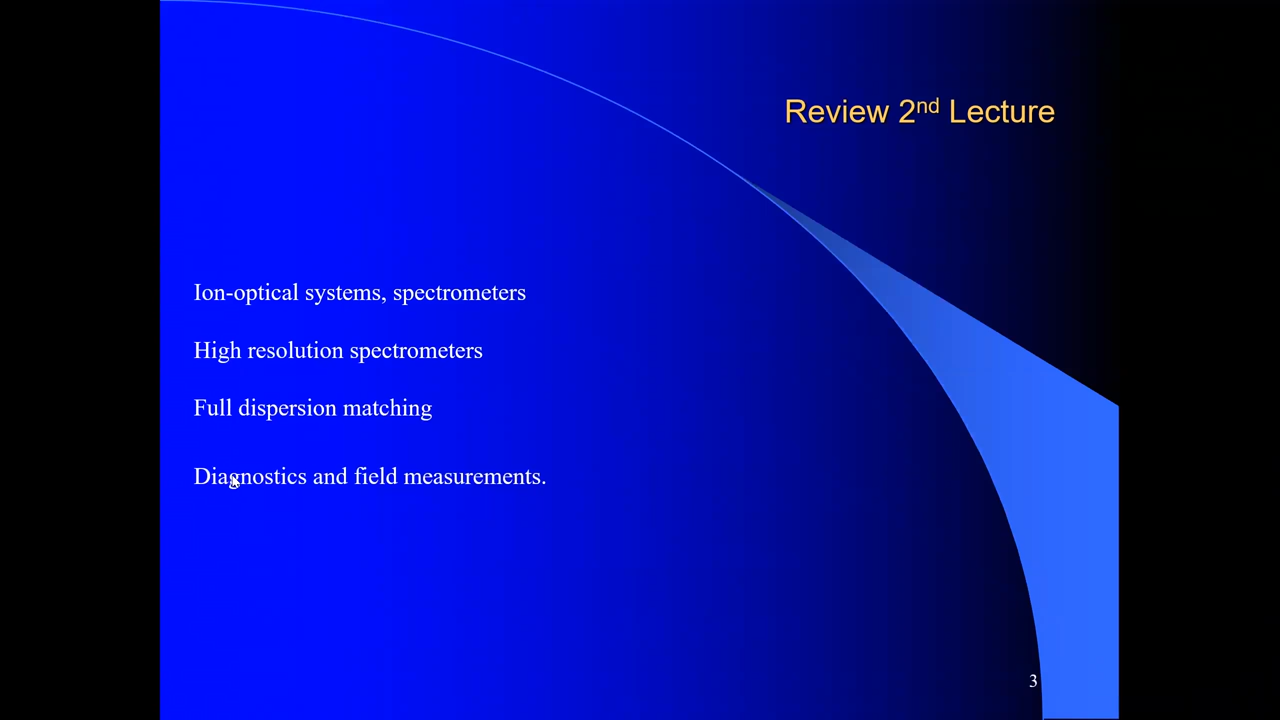 Review 2nd Lecture
Ion-optical systems, spectrometers
High resolution spectrometers
Full dispersion matching
Diagnostics and field measurements.
3